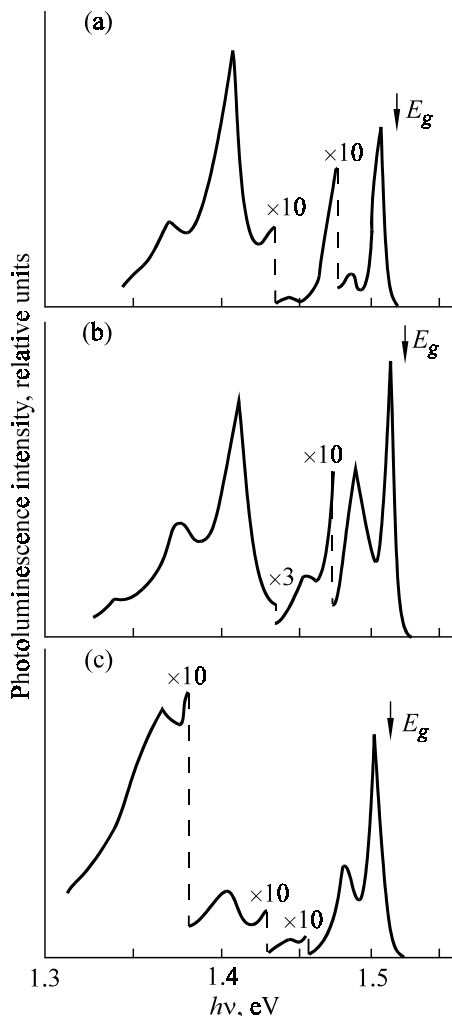 Photoluminescence intensity, relative units
(a)
E_g
×10
×10
(b)
E_g
×10
×3
(c)
×10
E_g
×10
×10
1.3 1.4 1.5
hν, eV